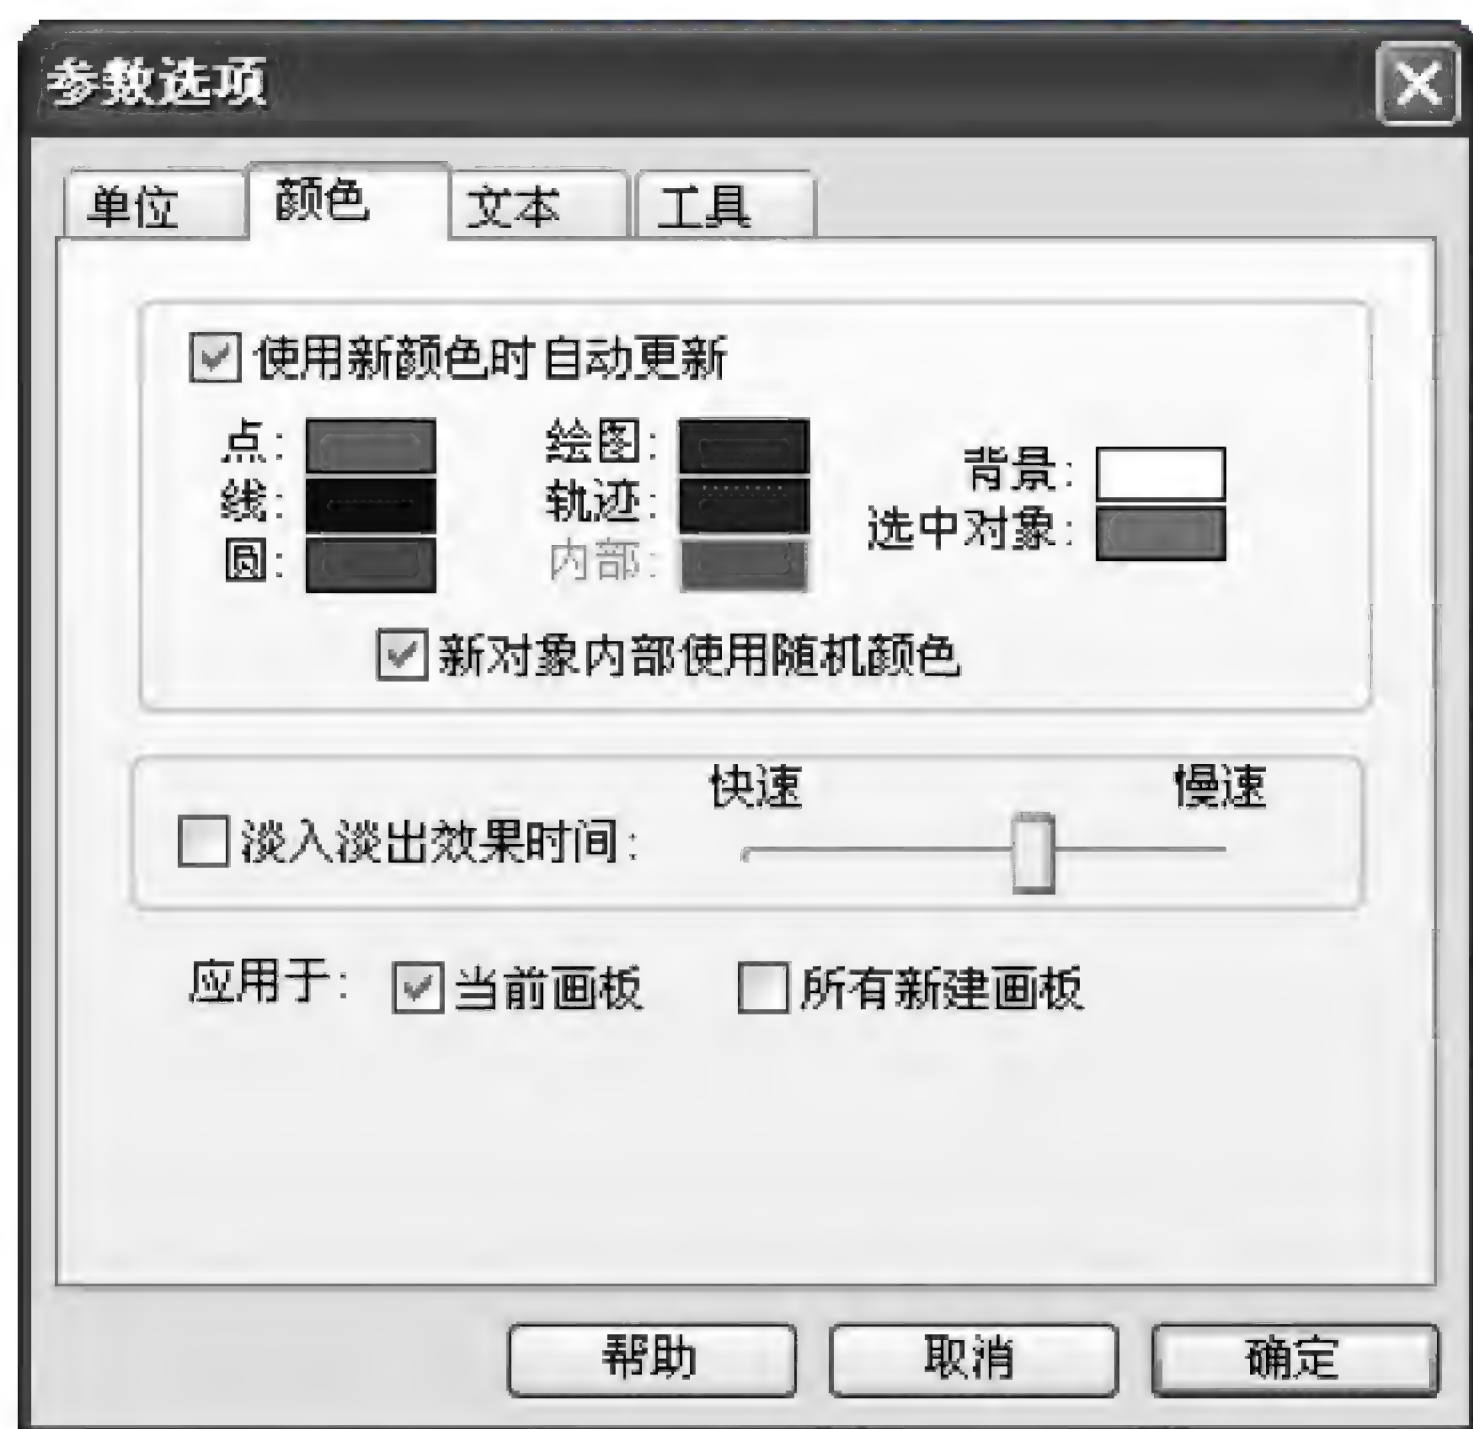 参数选项
单位 颜色 文本 工具
使用新颜色时自动更新
点: 绘图: 背景:
线: 轨迹: 选中对象:
圆: 内部:
新对象内部使用随机颜色
快速 慢速
淡入淡出效果时间:
应用于: 当前画板 所有新建画板
帮助 取消 确定